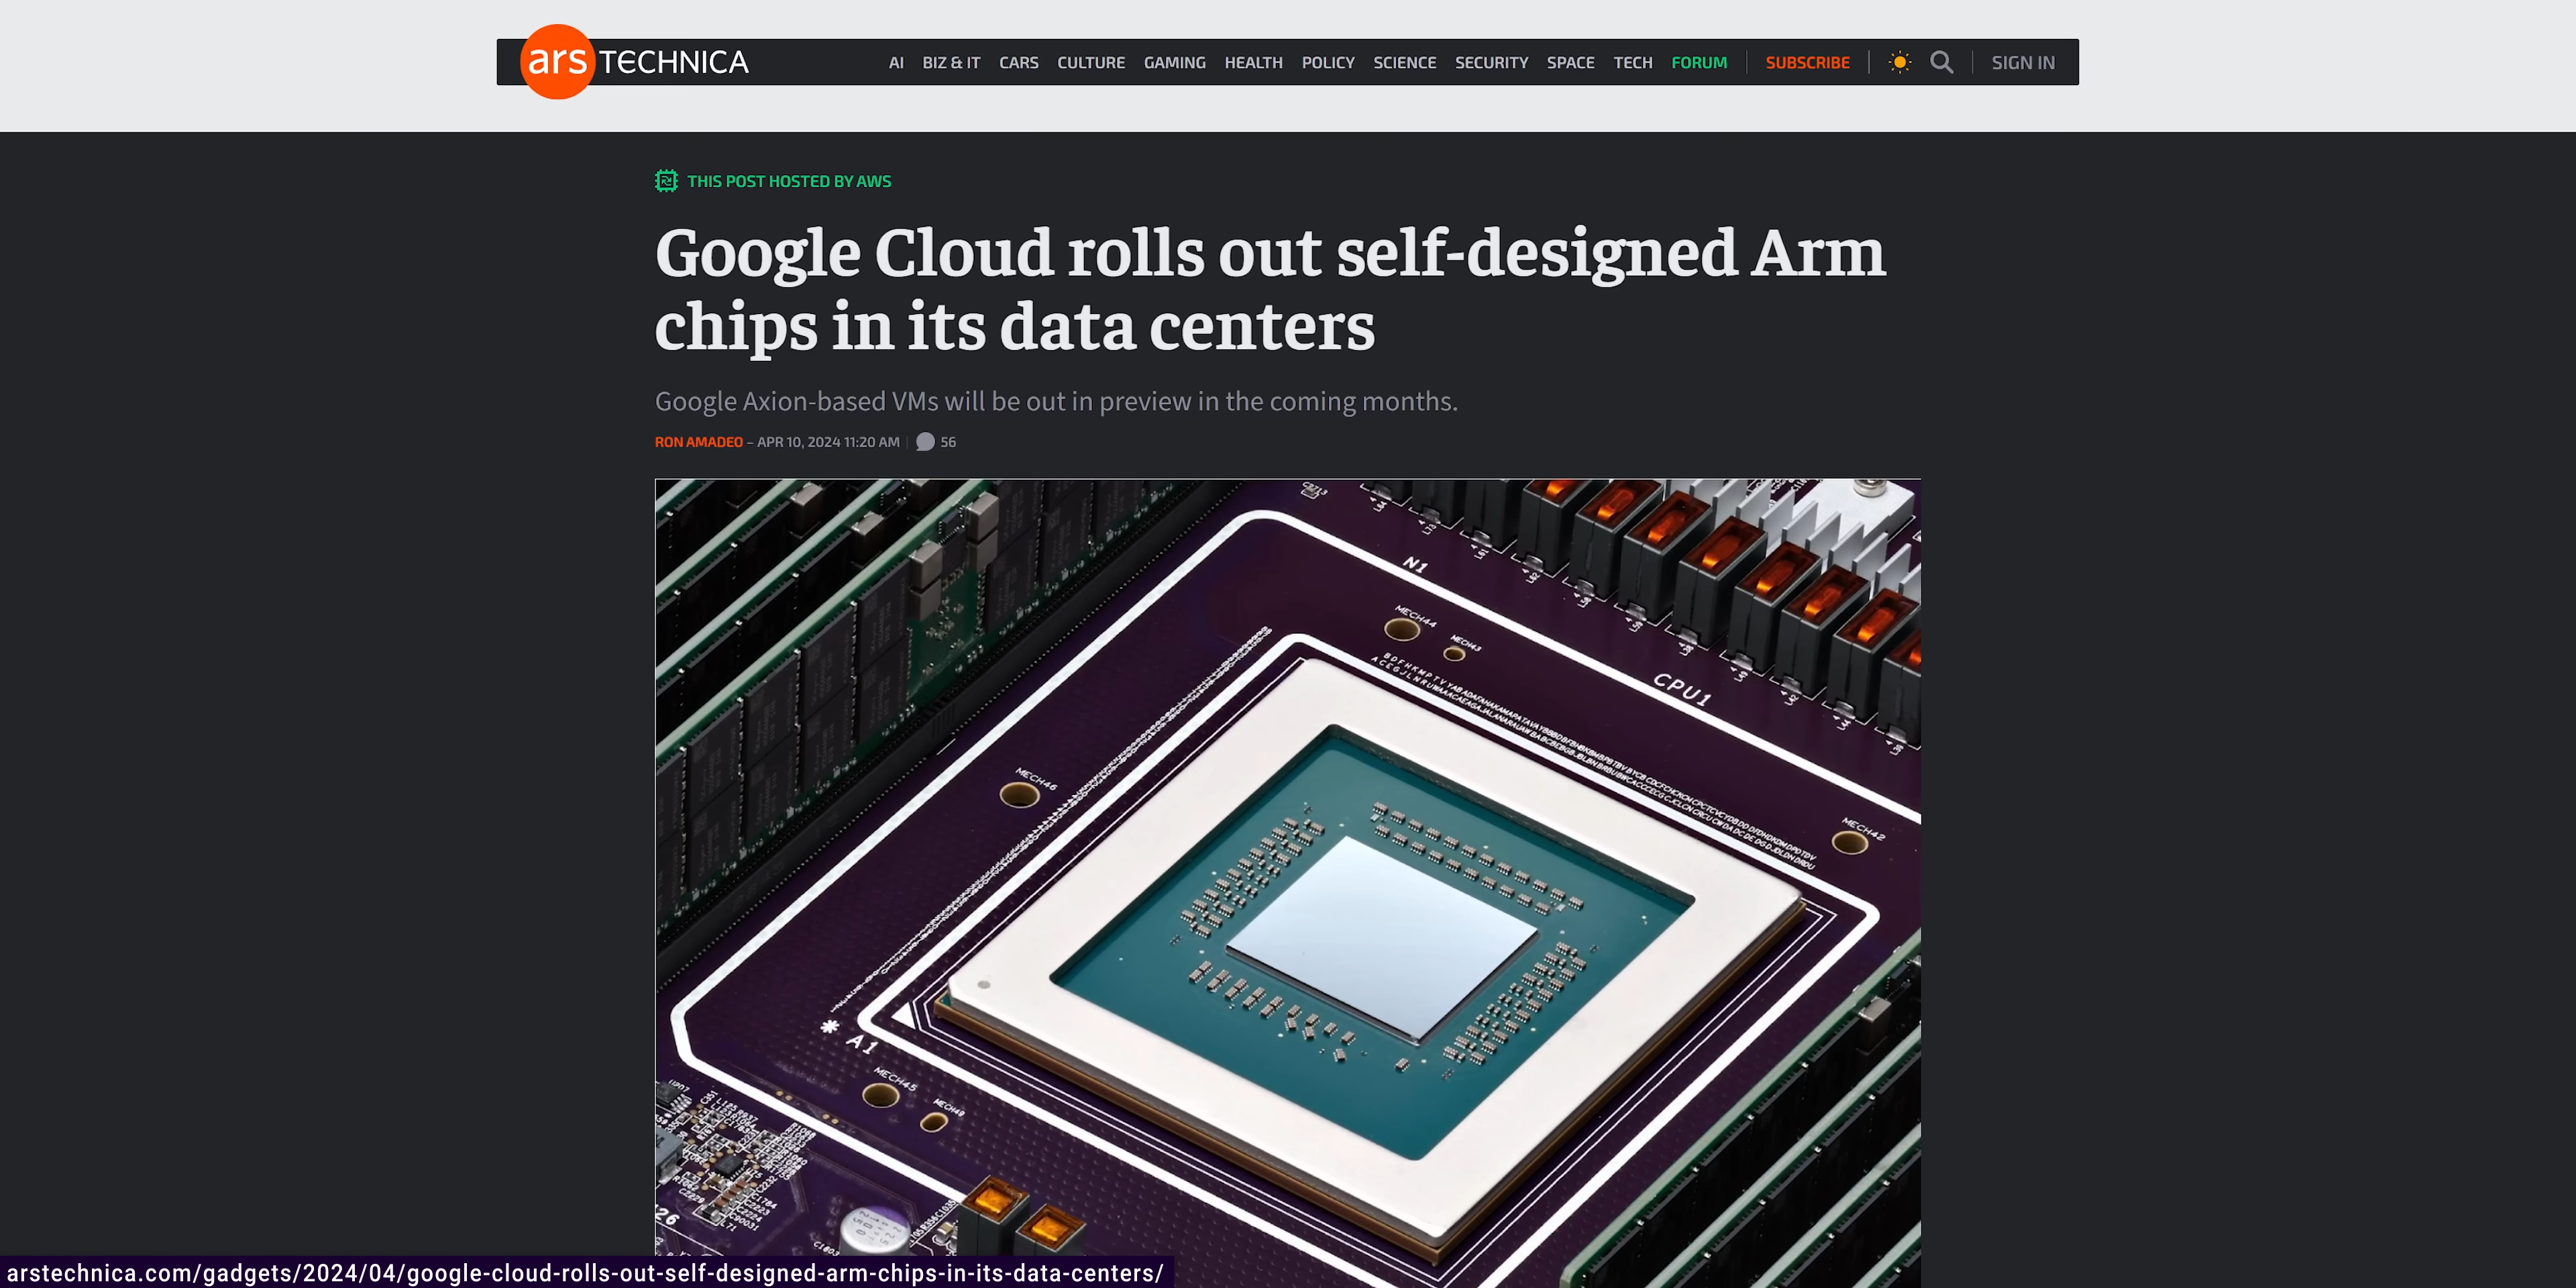 ars TECHNICA
AI BIZ & IT CARS CULTURE GAMING HEALTH POLICY SCIENCE SECURITY SPACE TECH FORUM SUBSCRIBE SIGN IN
THIS POST HOSTED BY AWS
Google Cloud rolls out self-designed Arm
chips in its data centers
Google Axion-based VMs will be out in preview in the coming months.
RON AMADEO – APR 10, 2024 11:20 AM 56
N1
MECH44
MECH43
CPU1
MECH46
MECH42
A1
MECH45
26
arstechnica.com/gadgets/2024/04/google-cloud-rolls-out-self-designed-arm-chips-in-its-data-centers/